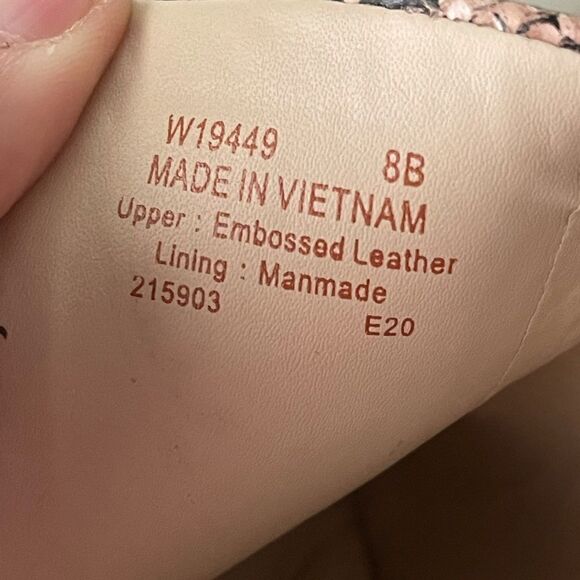 W19449 8B
MADE IN VIETNAM
Upper : Embossed Leather
Lining : Manmade
215903 E20